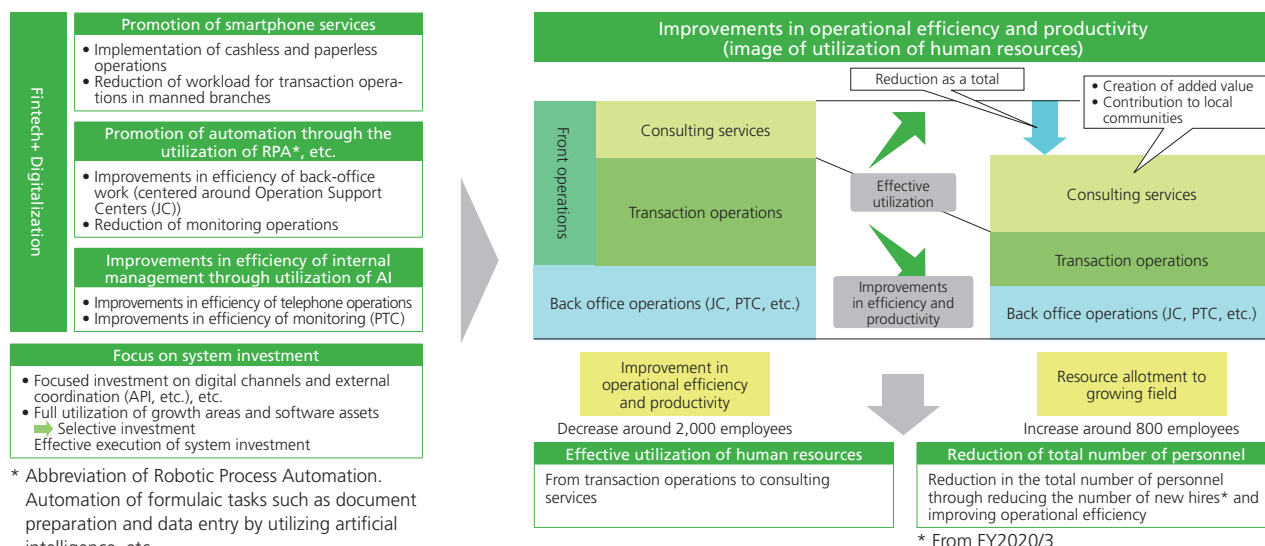 Fintech+ Digitalization
Promotion of smartphone services
• Implementation of cashless and paperless
operations
• Reduction of workload for transaction opera-
tions in manned branches
Promotion of automation through the
utilization of RPA*, etc.
• Improvements in efficiency of back-office
work (centered around Operation Support
Centers (JC))
• Reduction of monitoring operations
Improvements in efficiency of internal
management through utilization of AI
• Improvements in efficiency of telephone operations
• Improvements in efficiency of monitoring (PTC)
Focus on system investment
• Focused investment on digital channels and external
coordination (API, etc.), etc.
• Full utilization of growth areas and software assets
Selective investment
Effective execution of system investment
* Abbreviation of Robotic Process Automation.
Automation of formulaic tasks such as document
preparation and data entry by utilizing artificial
intelligence, etc.
Improvements in operational efficiency and productivity
(image of utilization of human resources)
Reduction as a total
• Creation of added value
• Contribution to local
communities
Front operations
Consulting services
Transaction operations
Back office operations (JC, PTC, etc.)
Effective
utilization
Improvements
in efficiency and
productivity
Consulting services
Transaction operations
Back office operations (JC, PTC, etc.)
Improvement in
operational efficiency
and productivity
Decrease around 2,000 employees
Resource allotment to
growing field
Increase around 800 employees
Effective utilization of human resources
From transaction operations to consulting
services
Reduction of total number of personnel
Reduction in the total number of personnel
through reducing the number of new hires* and
improving operational efficiency
* From FY2020/3